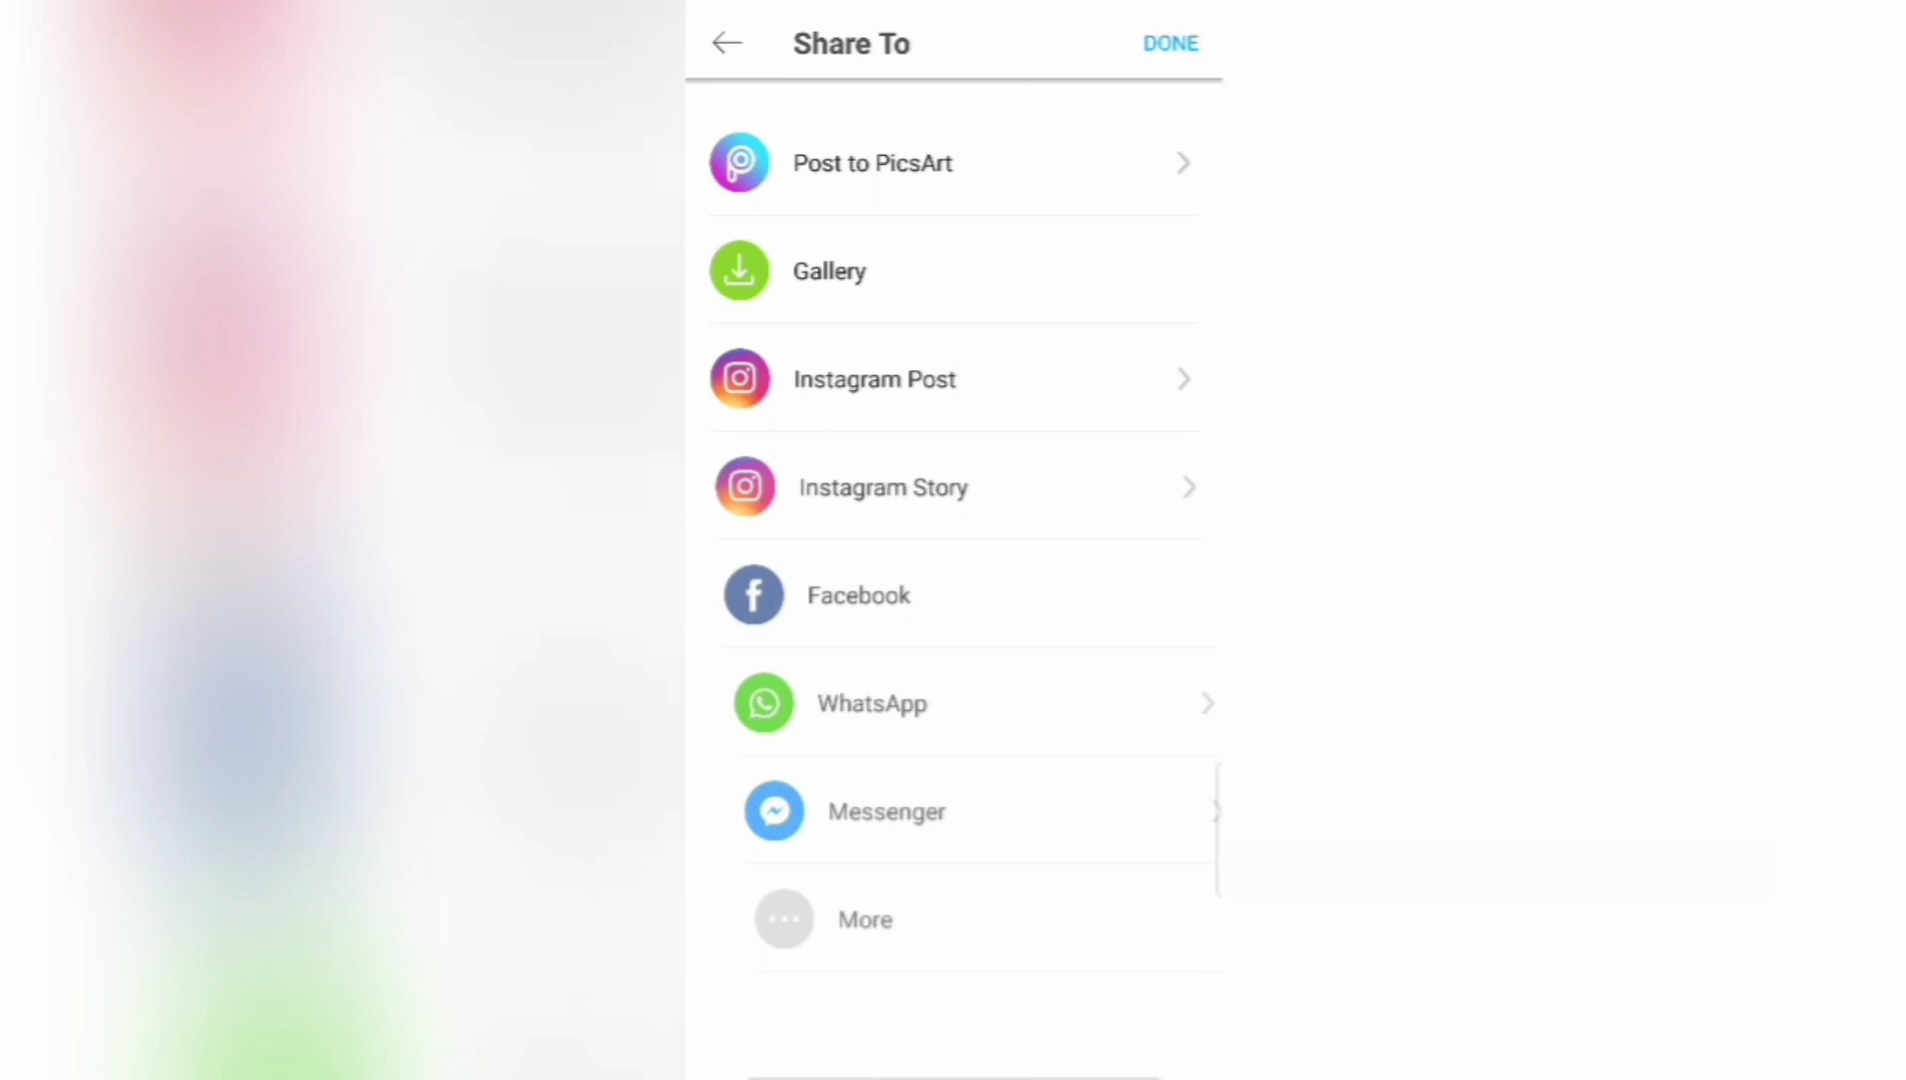 Share To
DONE
Post to PicsArt
Gallery
Instagram Post
Instagram Story
Facebook
WhatsApp
Messenger
More